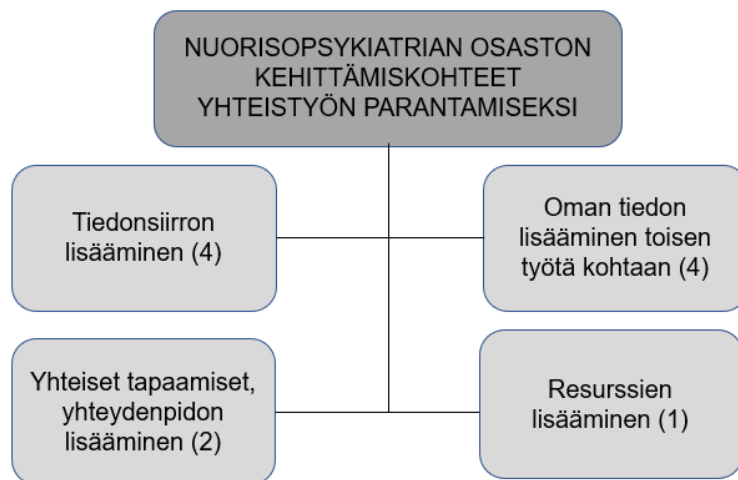 NUORISOPSYKIATRIAN OSASTON
KEHITTÄMISKOHTEET
YHTEISTYÖN PARANTAMISEKSI
Tiedonsiirron
lisääminen (4)
Oman tiedon
lisääminen toisen
työtä kohtaan (4)
Yhteiset tapaamiset,
yhteydenpidon
lisääminen (2)
Resurssien
lisääminen (1)